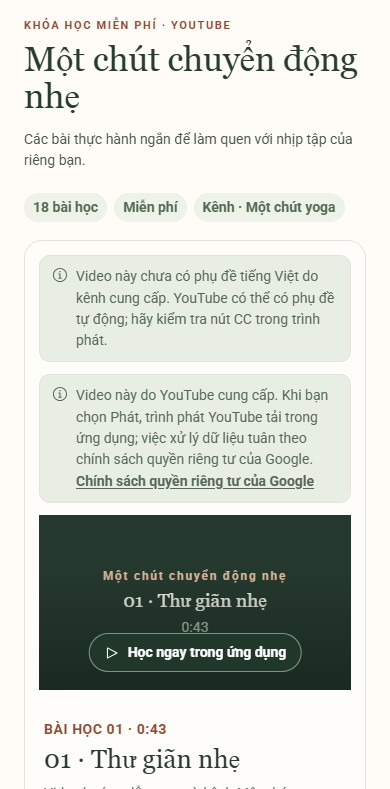 KHÓA HỌC MIỄN PHÍ · YOUTUBE
Một chút chuyển động
nhẹ
Các bài thực hành ngắn để làm quen với nhịp tập của
riêng bạn.
18 bài học
Miễn phí
Kênh · Một chút yoga
Video này chưa có phụ đề tiếng Việt do
kênh cung cấp. YouTube có thể có phụ đề
tự động; hãy kiểm tra nút CC trong trình
phát.
Video này do YouTube cung cấp. Khi bạn
chọn Phát, trình phát YouTube tải trong
ứng dụng; việc xử lý dữ liệu tuân theo
chính sách quyền riêng tư của Google.
Chính sách quyền riêng tư của Google
Một chút chuyển động nhẹ
01 · Thư giãn nhẹ
0:43
Học ngay trong ứng dụng
BÀI HỌC 01 · 0:43
01 · Thư giãn nhẹ